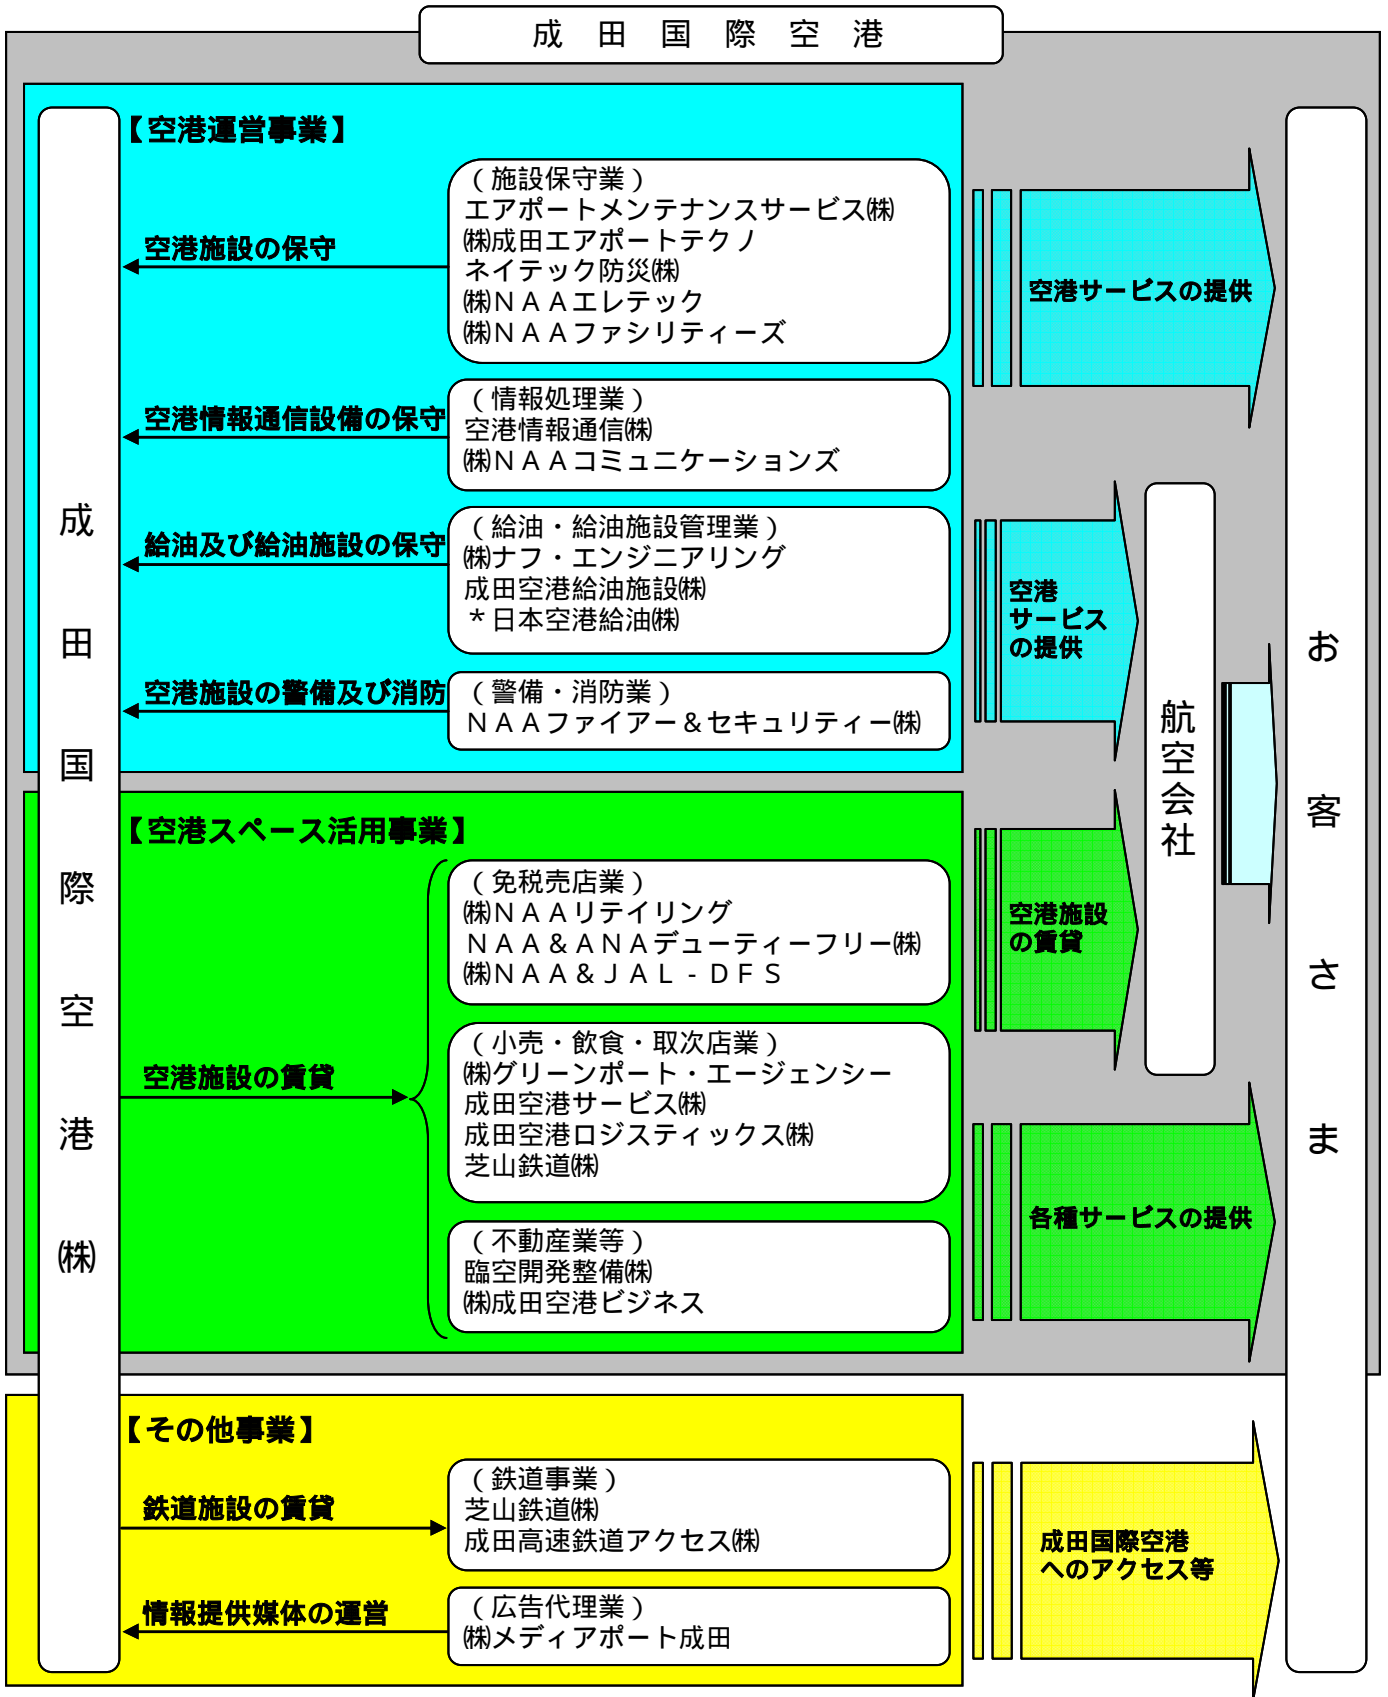 成田国際空港
成田国際空港㈱
【空港運営事業】
空港施設の保守
（施設保守業）
エアポートメンテナンスサービス㈱
㈱成田エアポートテクノ
ネイテック防災㈱
㈱ＮＡＡエレテック
㈱ＮＡＡファシリティーズ
空港情報通信設備の保守
（情報処理業）
空港情報通信㈱
㈱ＮＡＡコミュニケーションズ
給油及び給油施設の保守
（給油・給油施設管理業）
㈱ナフ・エンジニアリング
成田空港給油施設㈱
＊日本空港給油㈱
空港施設の警備及び消防
（警備・消防業）
ＮＡＡファイアー＆セキュリティー㈱
空港サービスの提供
空港
サービス
の提供
【空港スペース活用事業】
空港施設の賃貸
（免税売店業）
㈱ＮＡＡリテイリング
ＮＡＡ＆ＡＮＡデューティーフリー㈱
㈱ＮＡＡ＆ＪＡＬ-ＤＦＳ
（小売・飲食・取次店業）
㈱グリーンポート・エージェンシー
成田空港サービス㈱
成田空港ロジスティックス㈱
芝山鉄道㈱
（不動産業等）
臨空開発整備㈱
㈱成田空港ビジネス
空港施設
の賃貸
各種サービスの提供
航空会社
お客さま
【その他事業】
鉄道施設の賃貸
（鉄道事業）
芝山鉄道㈱
成田高速鉄道アクセス㈱
情報提供媒体の運営
（広告代理業）
㈱メディアポート成田
成田国際空港
へのアクセス等